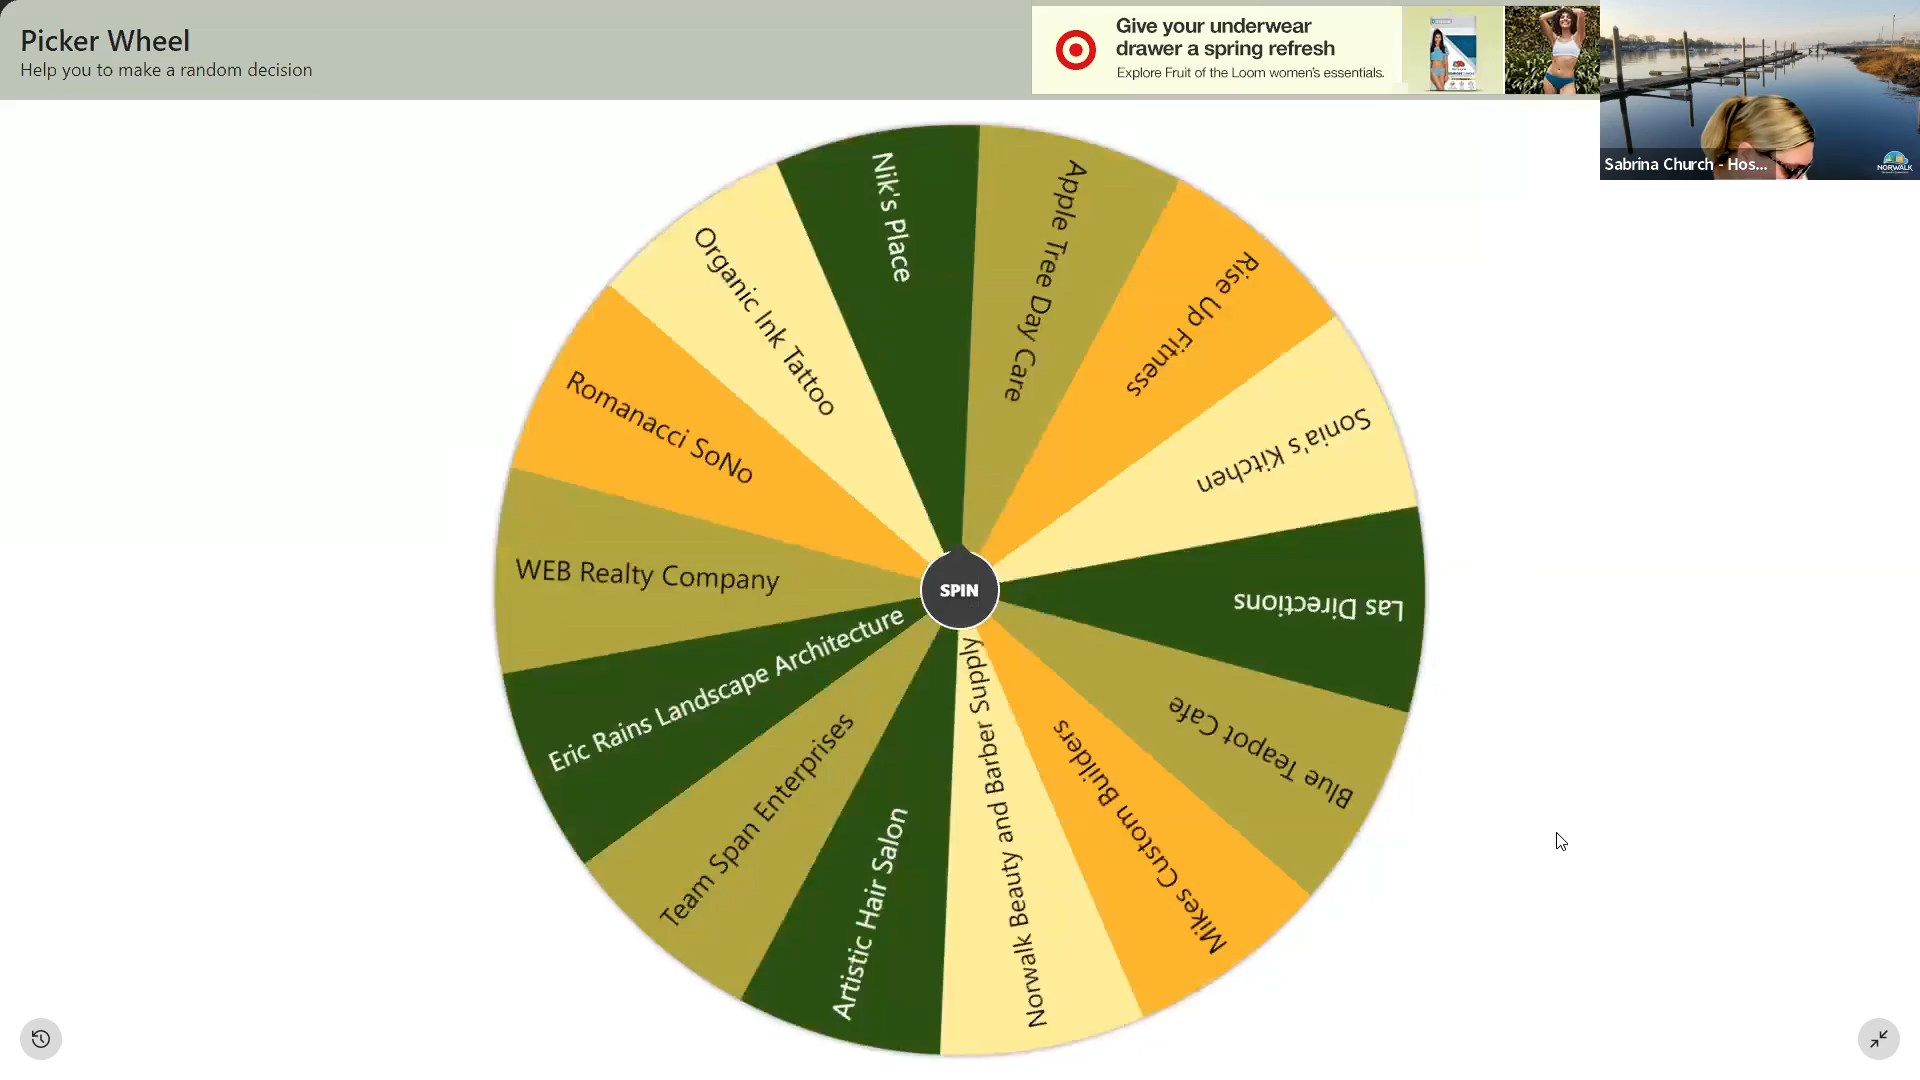 Picker Wheel
Help you to make a random decision
Give your underwear
drawer a spring refresh
Explore Fruit of the Loom women's essentials.
Sabrina Church - Hos...
NORWALK
Nik's Place
Apple Tree Day Care
Rise Up Fitness
Sonia's Kitchen
Las Directions
Blue Teapot Cafe
Mikes Custom Builders
Norwalk Beauty and Barber Supply
Artistic Hair Salon
Team Span Enterprises
Eric Rains Landscape Architecture
WEB Realty Company
Romanacci SoNo
Organic Ink Tattoo
SPIN